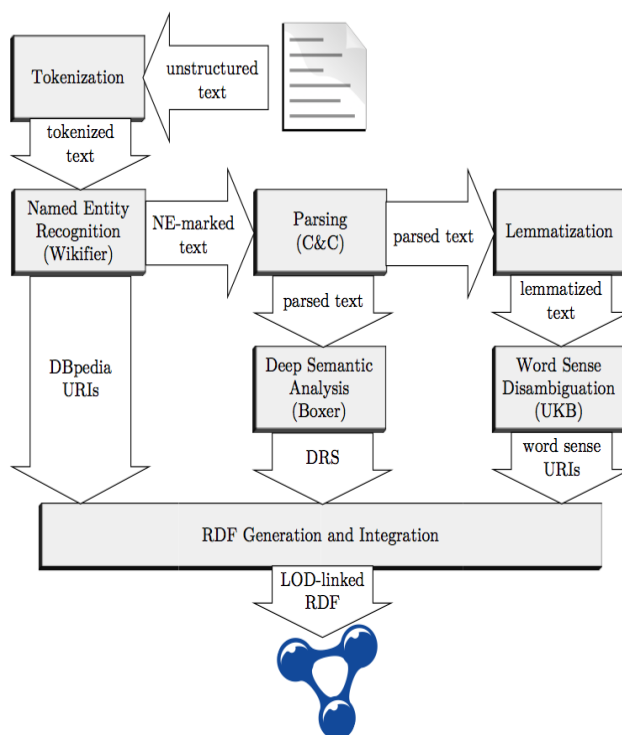 Tokenization
unstructured
text
tokenized
text
Named Entity
Recognition
(Wikifier)
NE-marked
text
Parsing
(C&C)
parsed text
Lemmatization
DBpedia
URIs
parsed text
lemmatized
text
Deep Semantic
Analysis
(Boxer)
Word Sense
Disambiguation
(UKB)
DRS
word sense
URIs
RDF Generation and Integration
LOD-linked
RDF